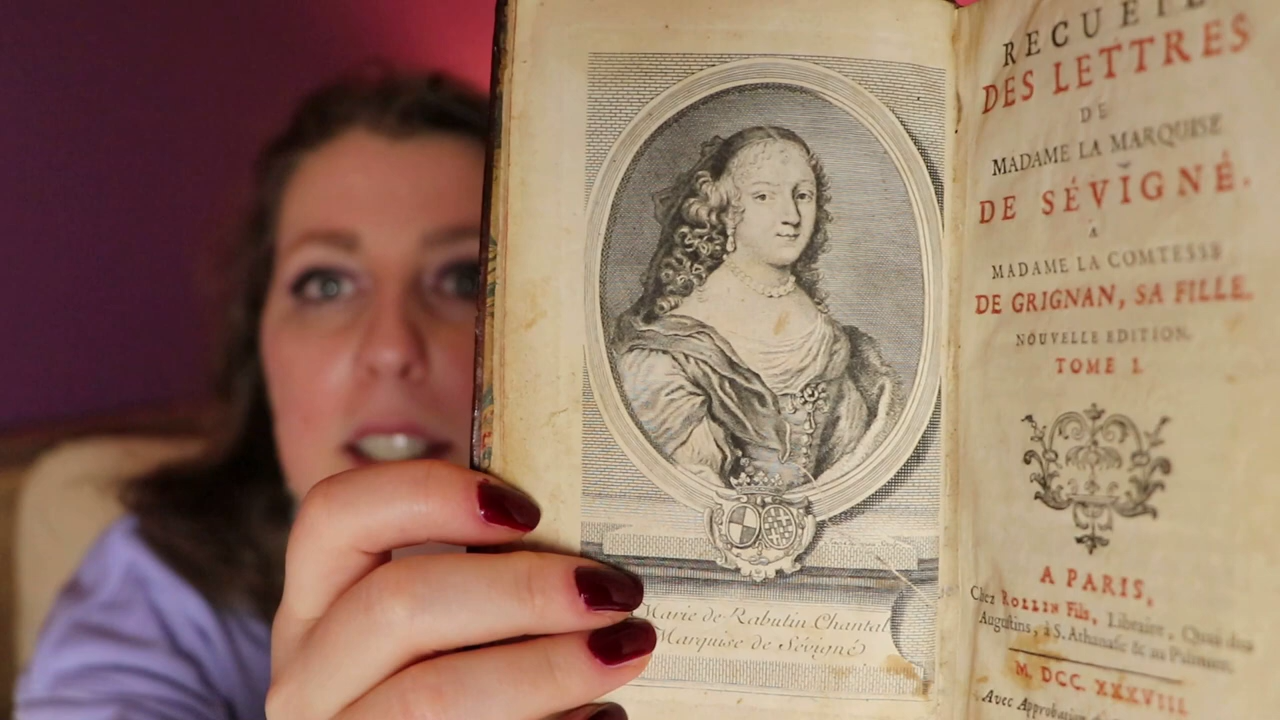 Marie de Rabutin Chantal
Marquise de Sévigné
RECUEIL
DES LETTRES
DE
MADAME LA MARQUISE
DE SÉVIGNÉ.
A
MADAME LA COMTESSE
DE GRIGNAN, SA FILLE.
NOUVELLE EDITION.
TOME I.
A PARIS,
Chez ROLLIN Fils, Libraire, Quai des
Augustins, à S. Athanase & au Palmier.
M. DCC. XXXVIII.
Avec Approbation